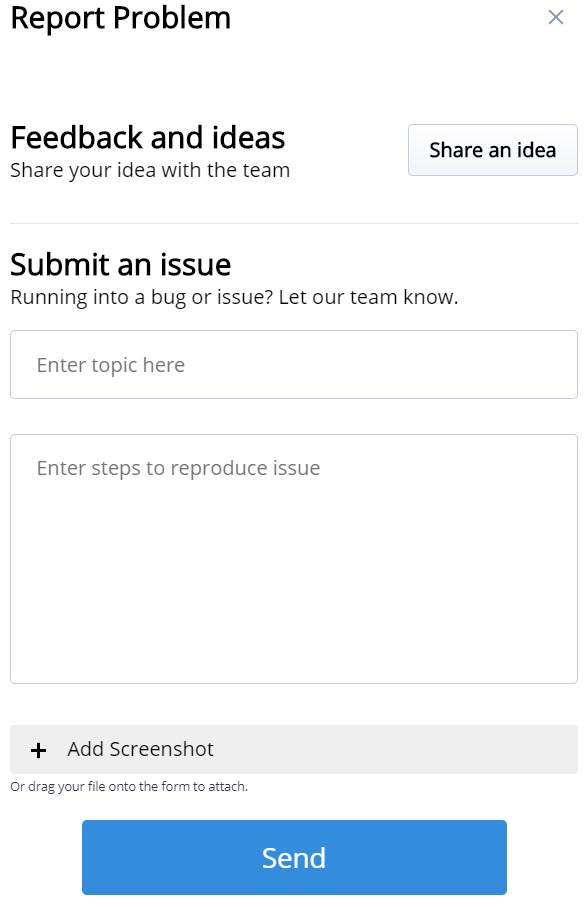 Report Problem
Feedback and ideas
Share your idea with the team
Share an idea
Submit an issue
Running into a bug or issue? Let our team know.
Enter topic here
Enter steps to reproduce issue
Add Screenshot
Or drag your file onto the form to attach.
Send